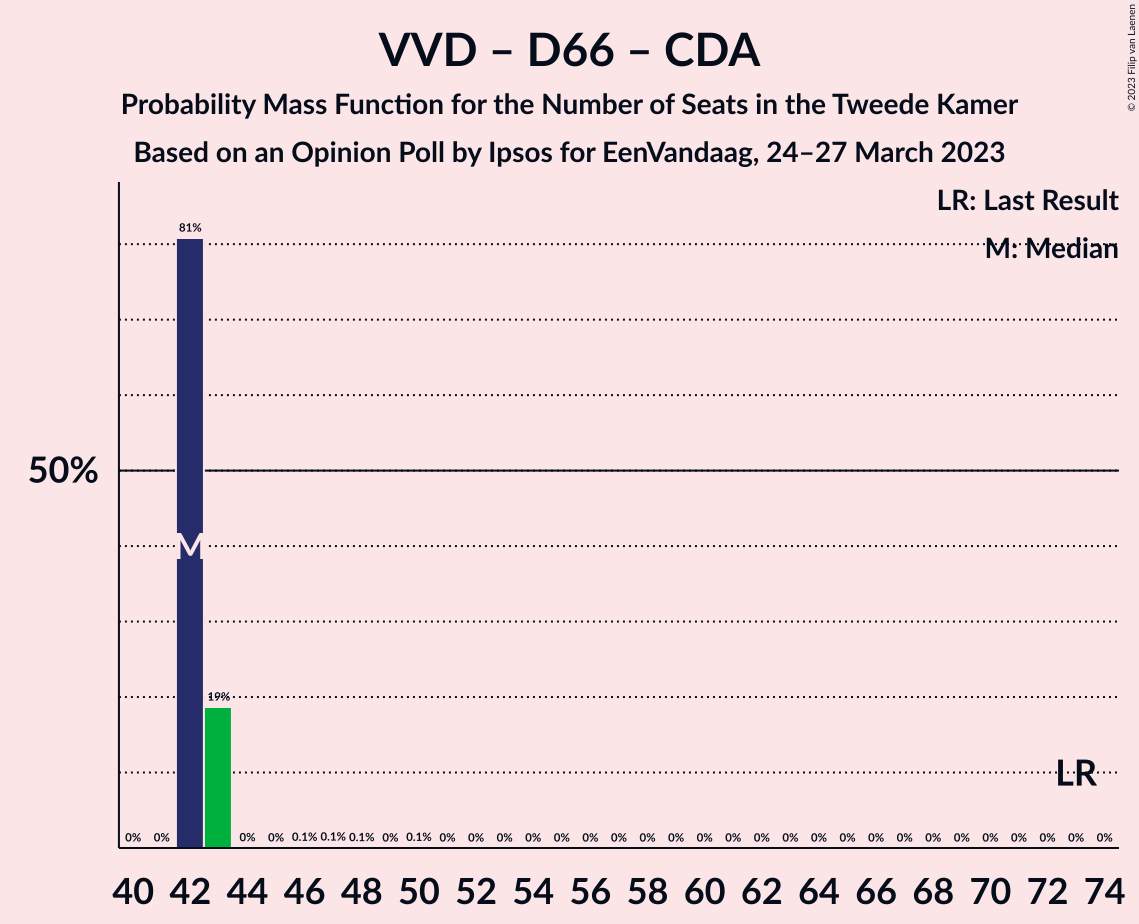 VVD – D66 – CDA
Probability Mass Function for the Number of Seats in the Tweede Kamer
Based on an Opinion Poll by Ipsos for EenVandaag, 24–27 March 2023
© 2023 Filip van Laenen
LR: Last Result
M: Median
81%
50%
M
19%
LR
0% 0% 0% 0% 0.1% 0.1% 0.1% 0% 0.1% 0% 0% 0% 0% 0% 0% 0% 0% 0% 0% 0% 0% 0% 0% 0% 0% 0% 0% 0% 0% 0% 0% 0% 0%
40 42 44 46 48 50 52 54 56 58 60 62 64 66 68 70 72 74